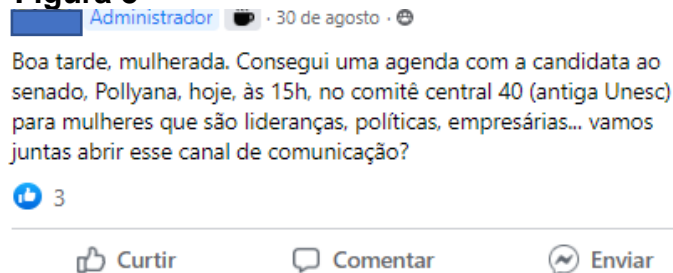 Administrador · 30 de agosto ·
Boa tarde, mulherada. Consegui uma agenda com a candidata ao
senado, Pollyana, hoje, às 15h, no comitê central 40 (antiga Unesc)
para mulheres que são lideranças, políticas, empresárias... vamos
juntas abrir esse canal de comunicação?
3
Curtir Comentar Enviar